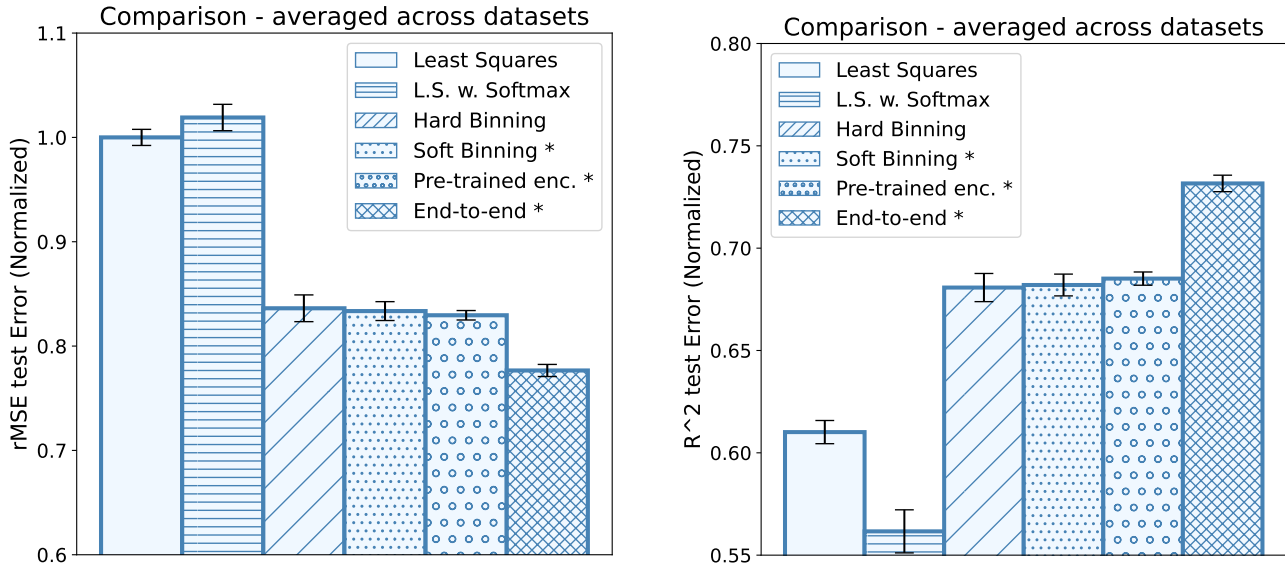 Comparison - averaged across datasets
rMSE test Error (Normalized)
1.1
1.0
0.9
0.8
0.7
0.6
Least Squares
L.S. w. Softmax
Hard Binning
Soft Binning *
Pre-trained enc. *
End-to-end *
Comparison - averaged across datasets
R^2 test Error (Normalized)
0.80
0.75
0.70
0.65
0.60
0.55
Least Squares
L.S. w. Softmax
Hard Binning
Soft Binning *
Pre-trained enc. *
End-to-end *